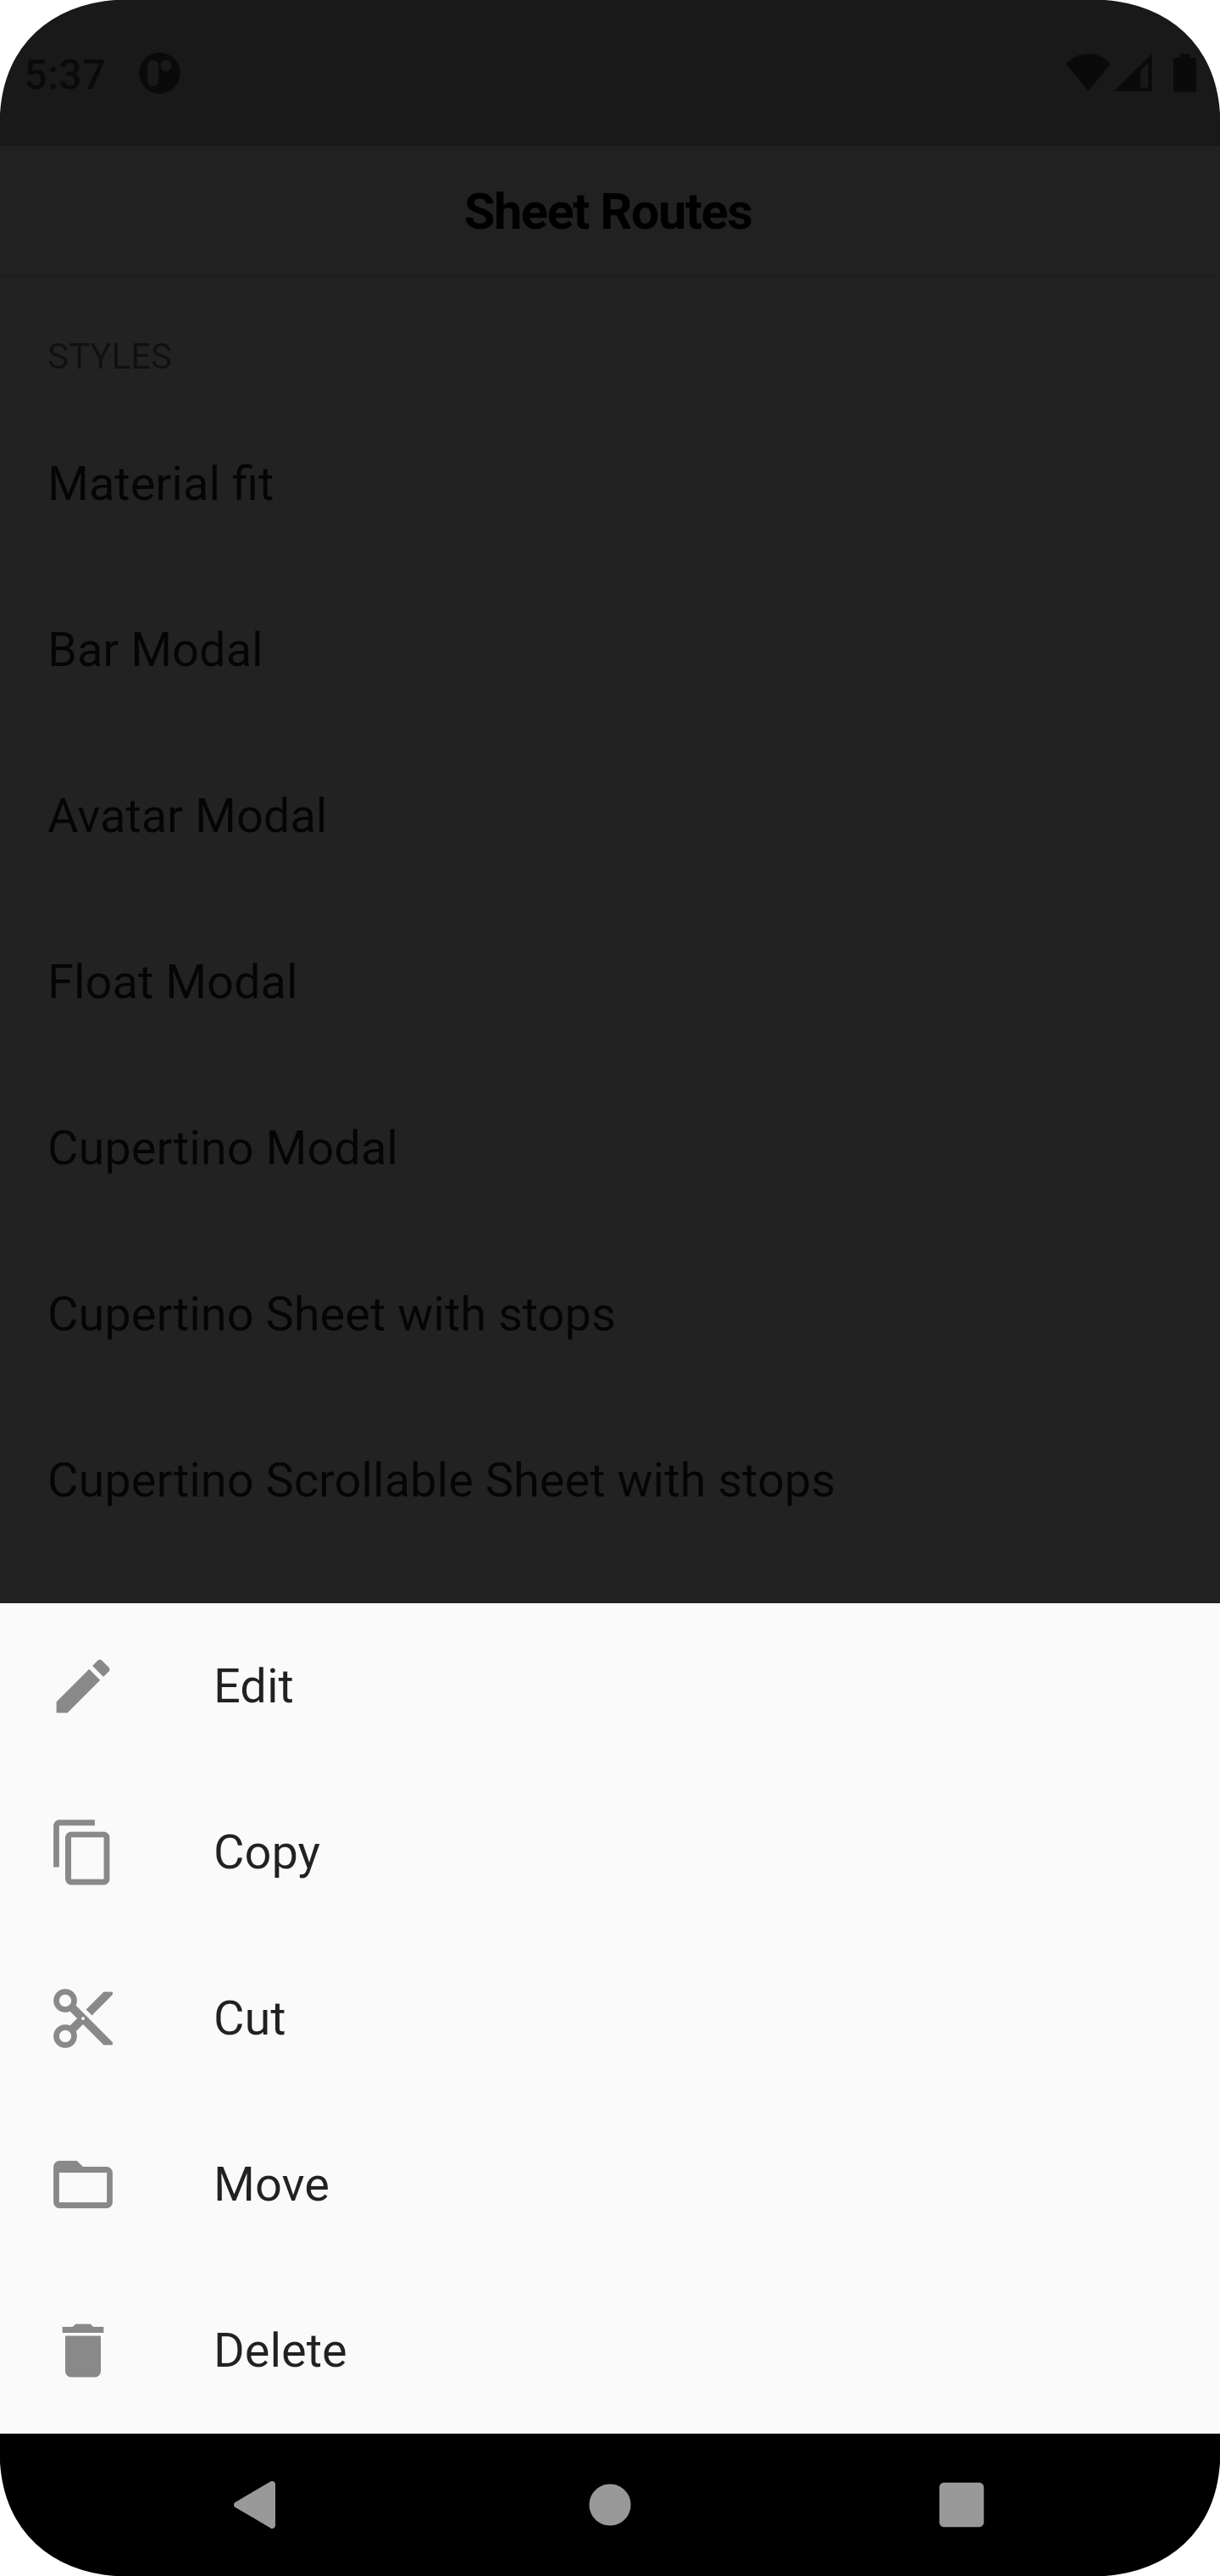 5:37
Sheet Routes
STYLES
Material fit
Bar Modal
Avatar Modal
Float Modal
Cupertino Modal
Cupertino Sheet with stops
Cupertino Scrollable Sheet with stops
Edit
Copy
Cut
Move
Delete